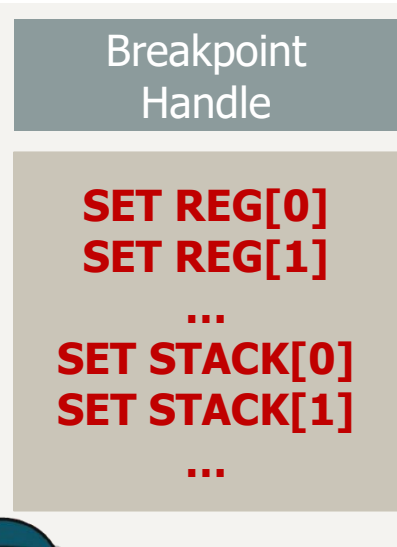 Breakpoint
Handle
SET REG[0]
SET REG[1]
...
SET STACK[0]
SET STACK[1]
...